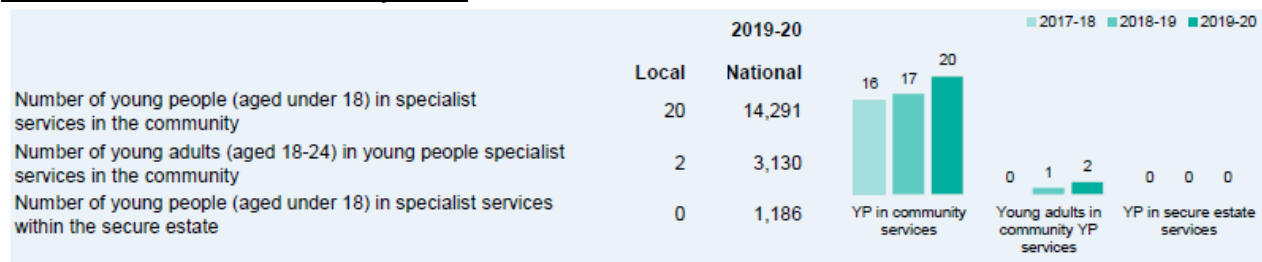 2019-20
Local National
Number of young people (aged under 18) in specialist
services in the community
20 14,291
Number of young adults (aged 18-24) in young people specialist
services in the community
2 3,130
Number of young people (aged under 18) in specialist services
within the secure estate
0 1,186
2017-18 2018-19 2019-20
16 17 20
0 1 2
0 0 0
YP in community
services
Young adults in
community YP
services
YP in secure estate
services